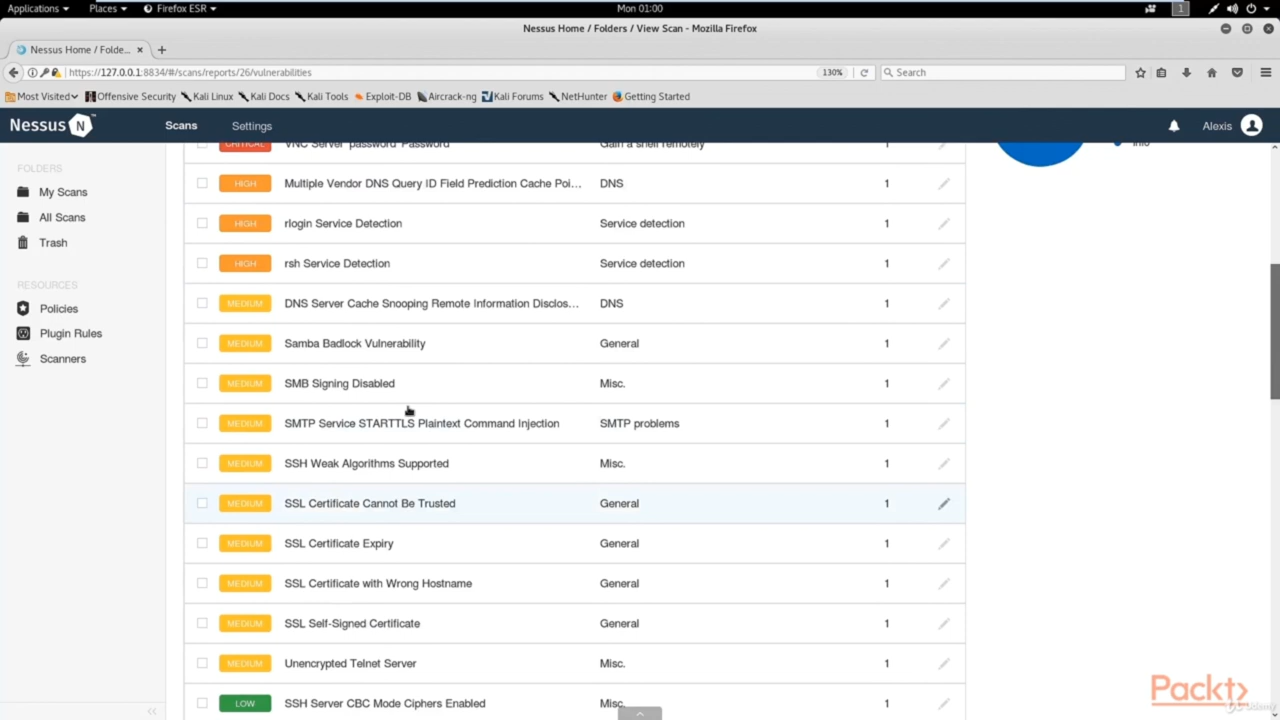 Applications Places Firefox ESR Mon 01:00 1
Nessus Home / Folders / View Scan - Mozilla Firefox
Nessus Home / Folde...
https://127.0.0.1:8834/#/scans/reports/26/vulnerabilities 130% Search
Most Visited Offensive Security Kali Linux Kali Docs Kali Tools Exploit-DB Aircrack-ng Kali Forums NetHunter Getting Started
Nessus N Scans Settings Alexis
FOLDERS
My Scans
All Scans
Trash
RESOURCES
Policies
Plugin Rules
Scanners
CRITICAL VNC Server 'password' Password Gain a shell remotely 1
Info
HIGH Multiple Vendor DNS Query ID Field Prediction Cache Poi... DNS 1
HIGH rlogin Service Detection Service detection 1
HIGH rsh Service Detection Service detection 1
MEDIUM DNS Server Cache Snooping Remote Information Disclos... DNS 1
MEDIUM Samba Badlock Vulnerability General 1
MEDIUM SMB Signing Disabled Misc. 1
MEDIUM SMTP Service STARTTLS Plaintext Command Injection SMTP problems 1
MEDIUM SSH Weak Algorithms Supported Misc. 1
MEDIUM SSL Certificate Cannot Be Trusted General 1
MEDIUM SSL Certificate Expiry General 1
MEDIUM SSL Certificate with Wrong Hostname General 1
MEDIUM SSL Self-Signed Certificate General 1
MEDIUM Unencrypted Telnet Server Misc. 1
LOW SSH Server CBC Mode Ciphers Enabled Misc. 1
Packt>
Udemy